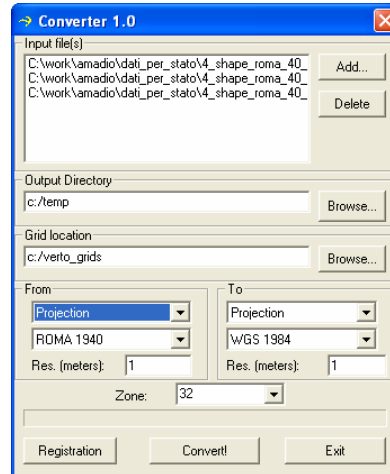 Converter 1.0
Input file(s)
C:\work\amadio\dati_per_stato\4_shape_roma_40_
C:\work\amadio\dati_per_stato\4_shape_roma_40_
C:\work\amadio\dati_per_stato\4_shape_roma_40_
Add...
Delete
Output Directory
c:/temp
Browse...
Grid location
c:/verto_grids
Browse...
From
To
Projection
Projection
ROMA 1940
WGS 1984
Res. (meters): 1
Res. (meters): 1
Zone: 32
Registration
Convert!
Exit